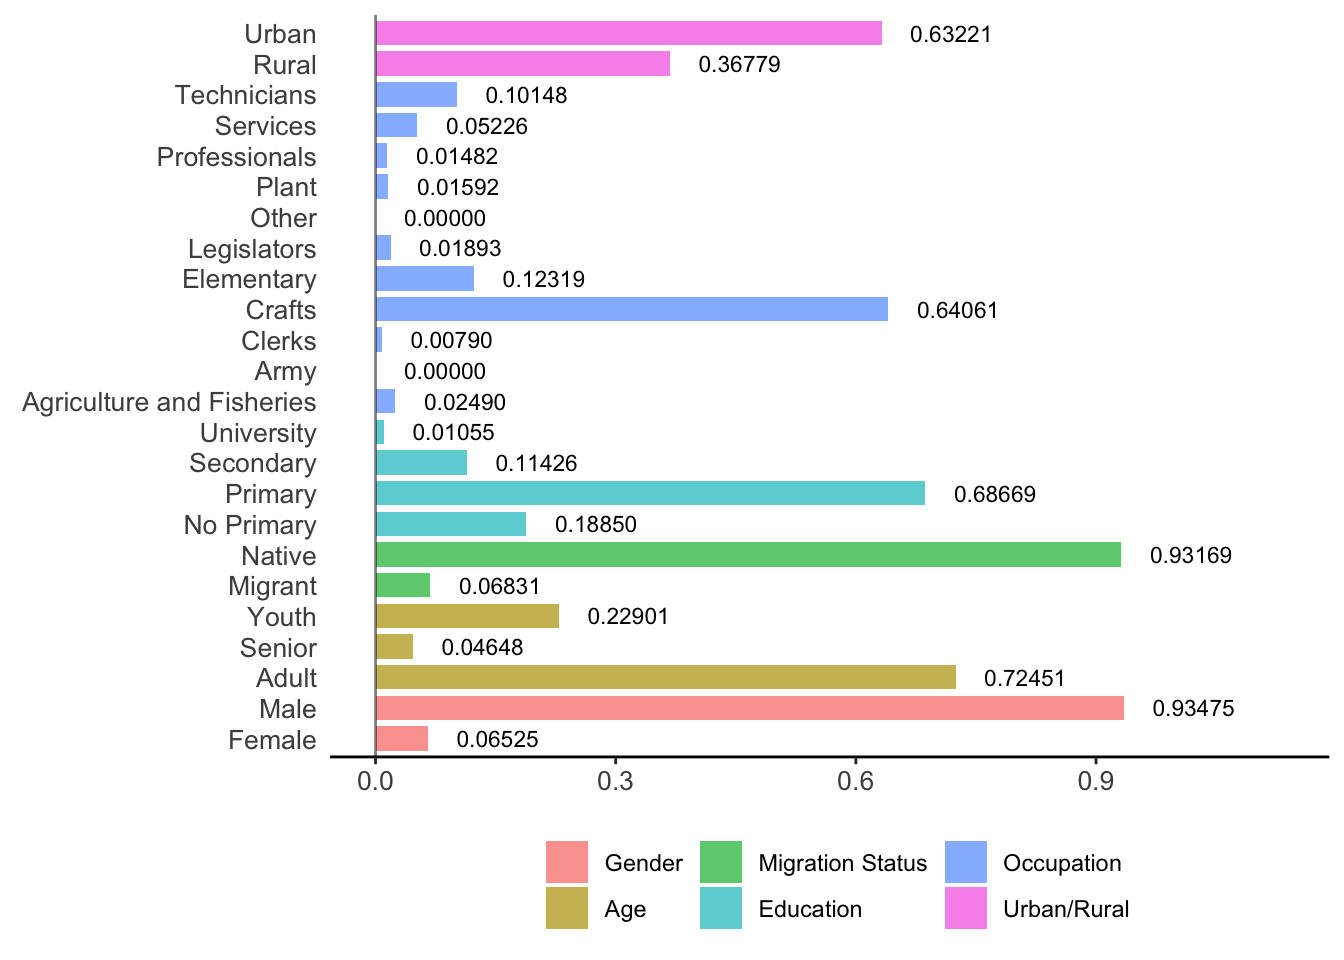 Urban 0.63221
Rural 0.36779
Technicians 0.10148
Services 0.05226
Professionals 0.01482
Plant 0.01592
Other 0.00000
Legislators 0.01893
Elementary 0.12319
Crafts 0.64061
Clerks 0.00790
Army 0.00000
Agriculture and Fisheries 0.02490
University 0.01055
Secondary 0.11426
Primary 0.68669
No Primary 0.18850
Native 0.93169
Migrant 0.06831
Youth 0.22901
Senior 0.04648
Adult 0.72451
Male 0.93475
Female 0.06525
0.0 0.3 0.6 0.9
Gender Migration Status Occupation
Age Education Urban/Rural